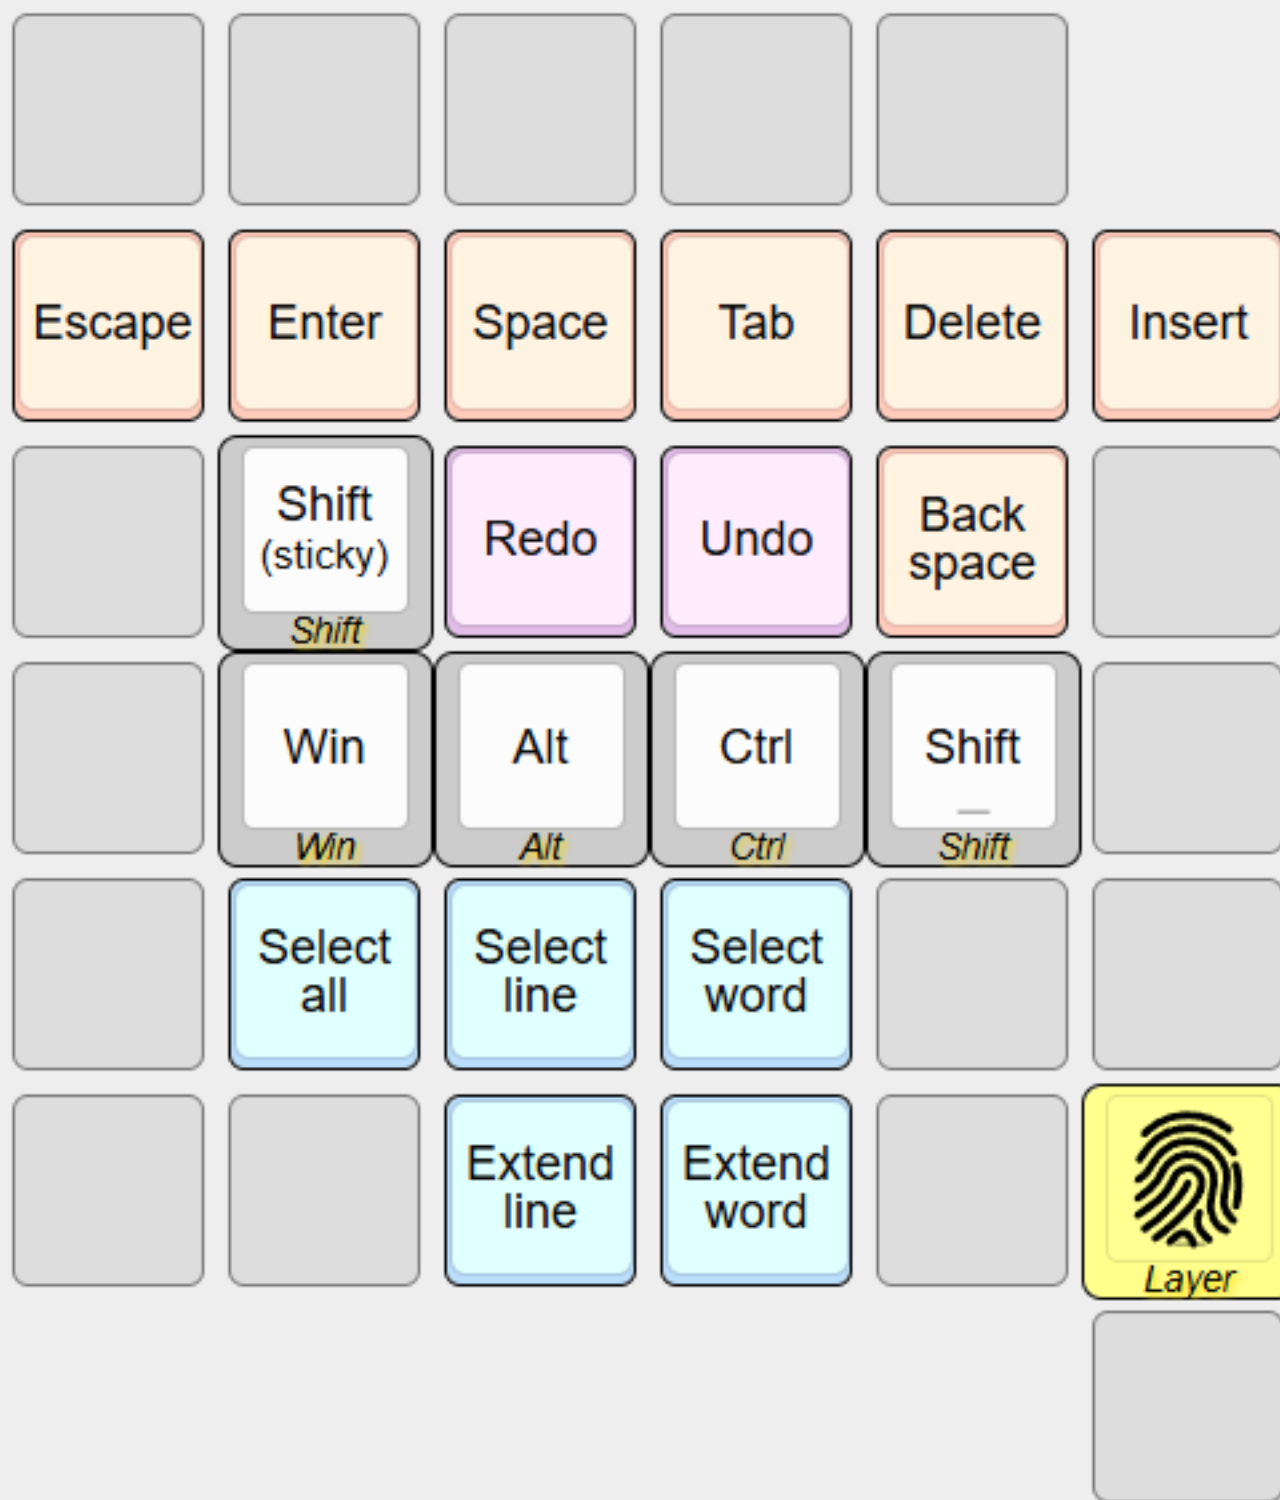 Escape
Enter
Space
Tab
Delete
Insert
Shift
(sticky)
Shift
Redo
Undo
Back
space
Win
Win
Alt
Alt
Ctrl
Ctrl
Shift
_
Shift
Select
all
Select
line
Select
word
Extend
line
Extend
word
Layer